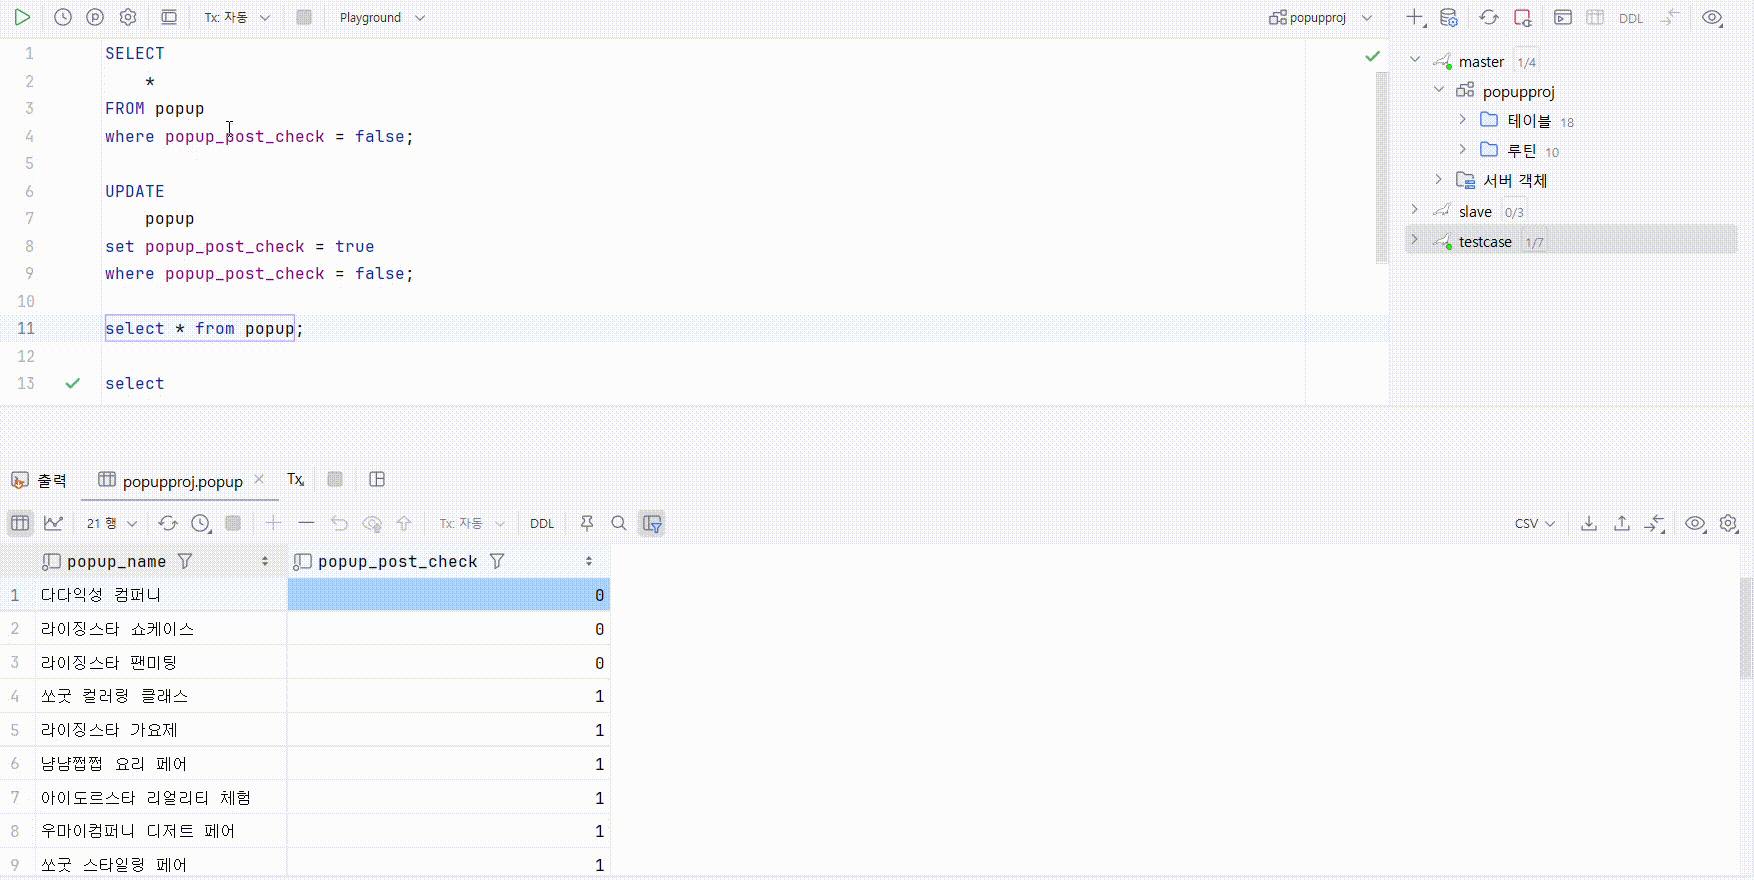 Tx: 자동
Playground
popupproj
DDL
1 SELECT
2 *
3 FROM popup
4 where popup_post_check = false;
5
6 UPDATE
7 popup
8 set popup_post_check = true
9 where popup_post_check = false;
10
11 select * from popup;
12
13 select
master 1/4
popupproj
테이블 18
루틴 10
서버 객체
slave 0/3
testcase 1/7
출력
popupproj.popup
Tx
21 행
Tx: 자동
DDL
CSV
popup_name popup_post_check
1 다다익성 컴퍼니 0
2 라이징스타 쇼케이스 0
3 라이징스타 팬미팅 0
4 쏘굿 컬러링 클래스 1
5 라이징스타 가요제 1
6 냠냠쩝쩝 요리 페어 1
7 아이도르스타 리얼리티 체험 1
8 우마이컴퍼니 디저트 페어 1
9 쏘굿 스타일링 페어 1